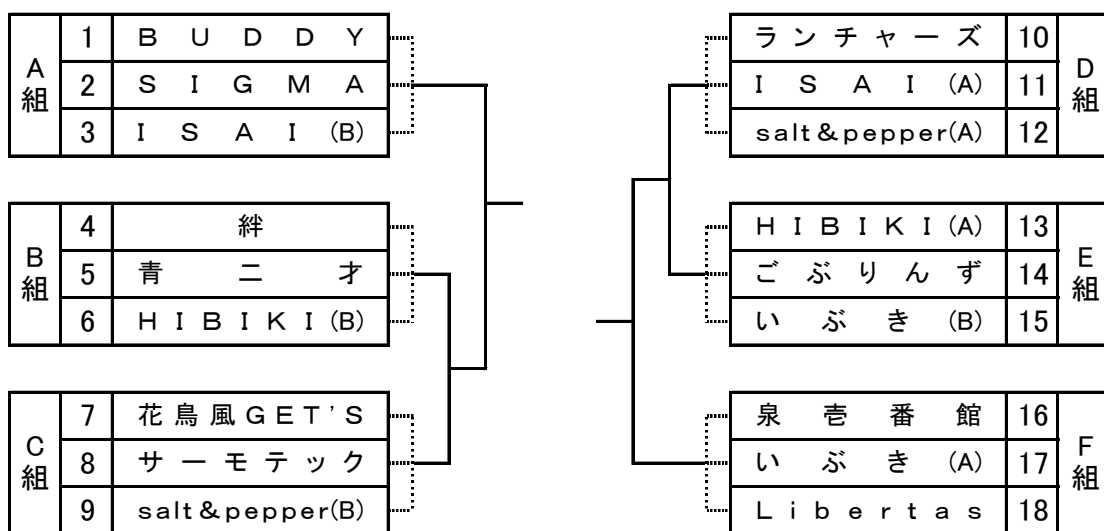 A組
1 BUDDY
2 SIGMA
3 ISAI(B)
B組
4 絆
5 青二才
6 HIBIKI(B)
C組
7 花鳥風GET'S
8 サーモテック
9 salt&pepper(B)
ランチャーズ 10
ISAI(A) 11
salt&pepper(A) 12
D組
HIBIKI(A) 13
ごぶりんず 14
いぶき(B) 15
E組
泉壱番館 16
いぶき(A) 17
Libertas 18
F組